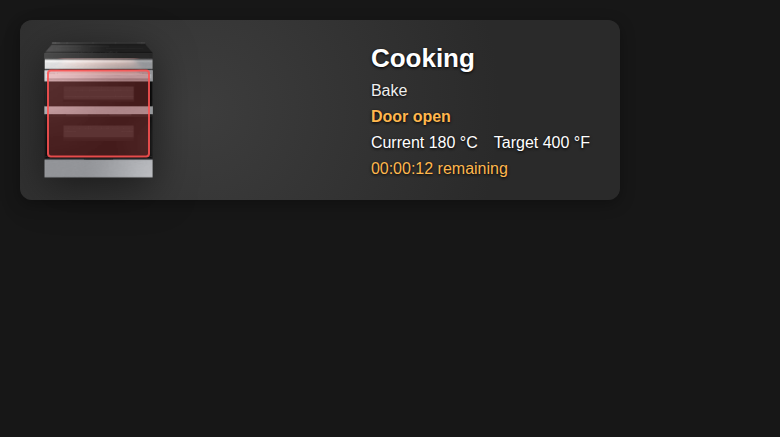 Cooking
Bake
Door open
Current 180 °C Target 400 °F
00:00:12 remaining